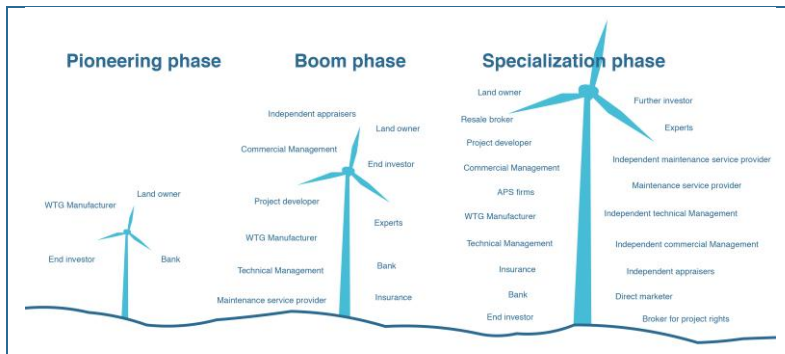 Pioneering phase
Land owner
WTG Manufacturer
End investor
Bank
Boom phase
Independent appraisers
Land owner
Commercial Management
End investor
Project developer
Experts
WTG Manufacturer
Bank
Technical Management
Insurance
Maintenance service provider
Specialization phase
Land owner
Resale broker
Project developer
Commercial Management
APS firms
WTG Manufacturer
Technical Management
Insurance
Bank
End investor
Further investor
Experts
Independent maintenance service provider
Maintenance service provider
Independent technical Management
Independent commercial Management
Independent appraisers
Direct marketer
Broker for project rights